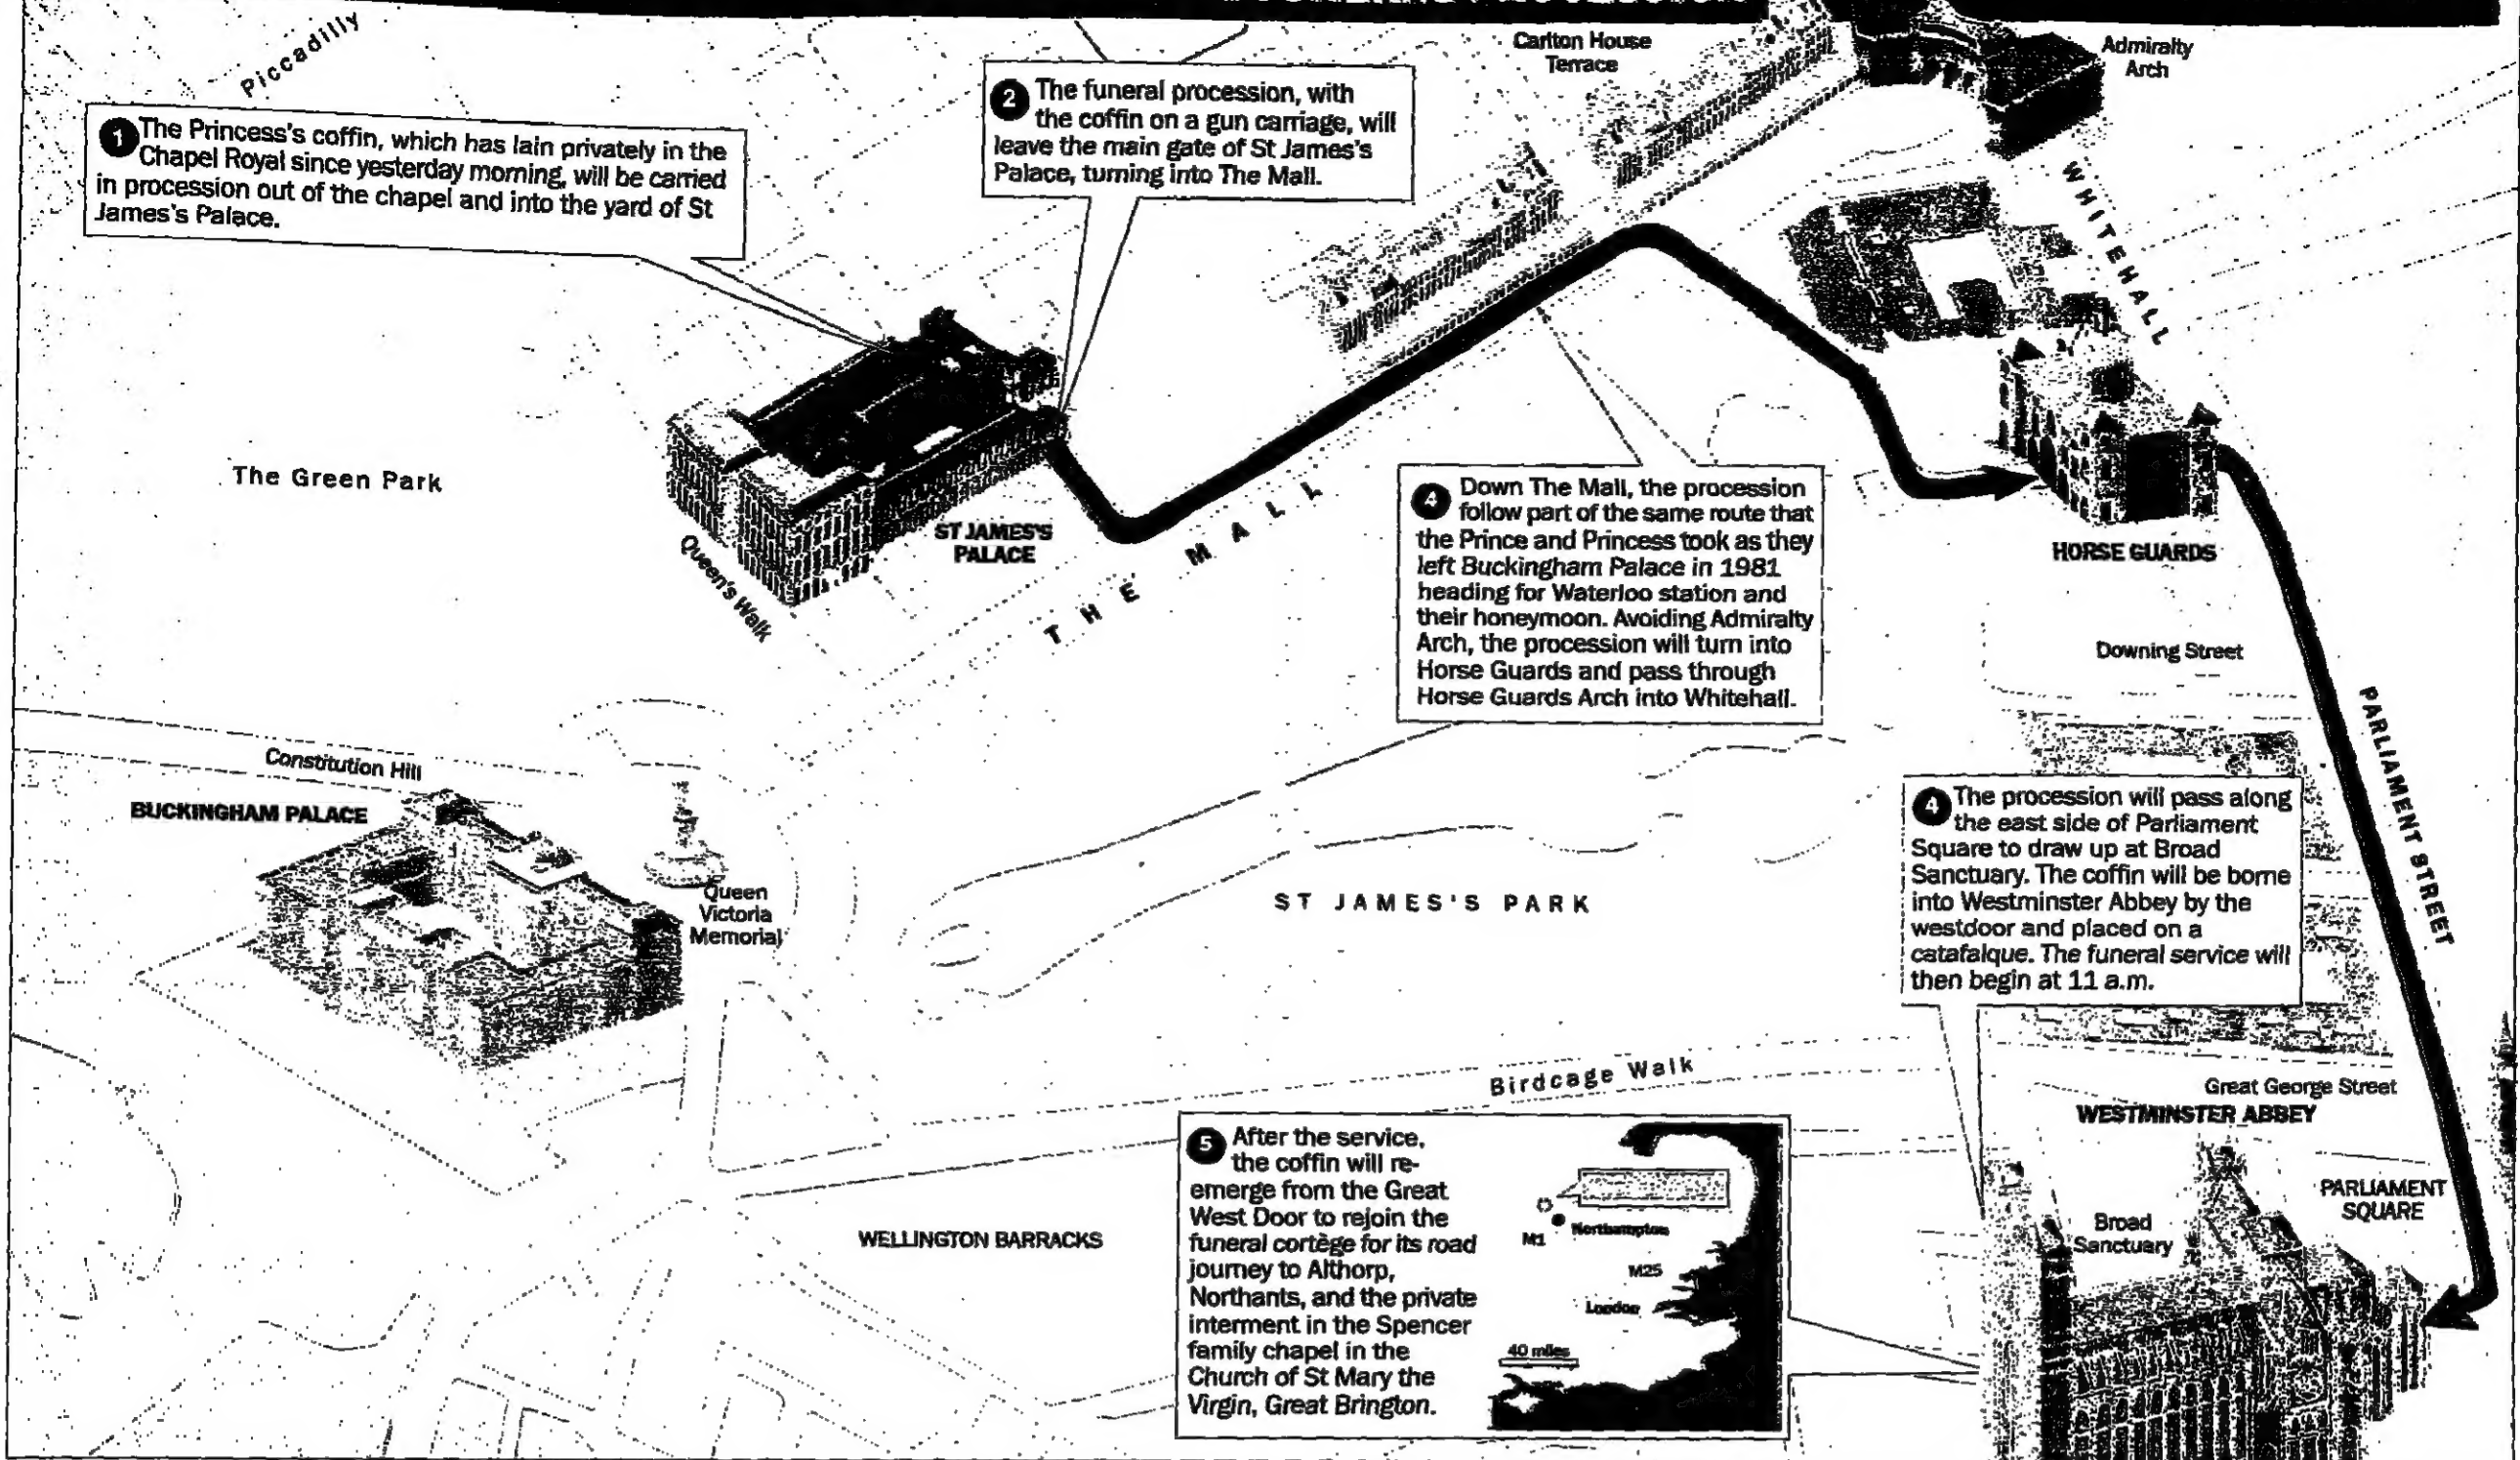 PROCESSION
Piccadilly
Carlton House
Terrace
Admiralty
Arch
1 The Princess's coffin, which has lain privately in the
Chapel Royal since yesterday morning, will be carried
in procession out of the chapel and into the yard of St
James's Palace.
2 The funeral procession, with
the coffin on a gun carriage, will
leave the main gate of St James's
Palace, turning into The Mall.
WHITEHALL
The Green Park
ST JAMES'S
PALACE
Queen's Walk
THE MALL
4 Down The Mall, the procession
follow part of the same route that
the Prince and Princess took as they
left Buckingham Palace in 1981
heading for Waterloo station and
their honeymoon. Avoiding Admiralty
Arch, the procession will turn into
Horse Guards and pass through
Horse Guards Arch into Whitehall.
HORSE GUARDS
Downing Street
PARLIAMENT STREET
Constitution Hill
BUCKINGHAM PALACE
Queen
Victoria
Memorial
ST JAMES'S PARK
4 The procession will pass along
the east side of Parliament
Square to draw up at Broad
Sanctuary. The coffin will be borne
into Westminster Abbey by the
westdoor and placed on a
catafalque. The funeral service will
then begin at 11 a.m.
Birdcage Walk
Great George Street
WESTMINSTER ABBEY
PARLIAMENT
SQUARE
Broad
Sanctuary
WELLINGTON BARRACKS
5 After the service,
the coffin will re-
emerge from the Great
West Door to rejoin the
funeral cortège for its road
journey to Althorp,
Northants, and the private
interment in the Spencer
family chapel in the
Church of St Mary the
Virgin, Great Brington.
Northampton
M1
M25
London
40 miles